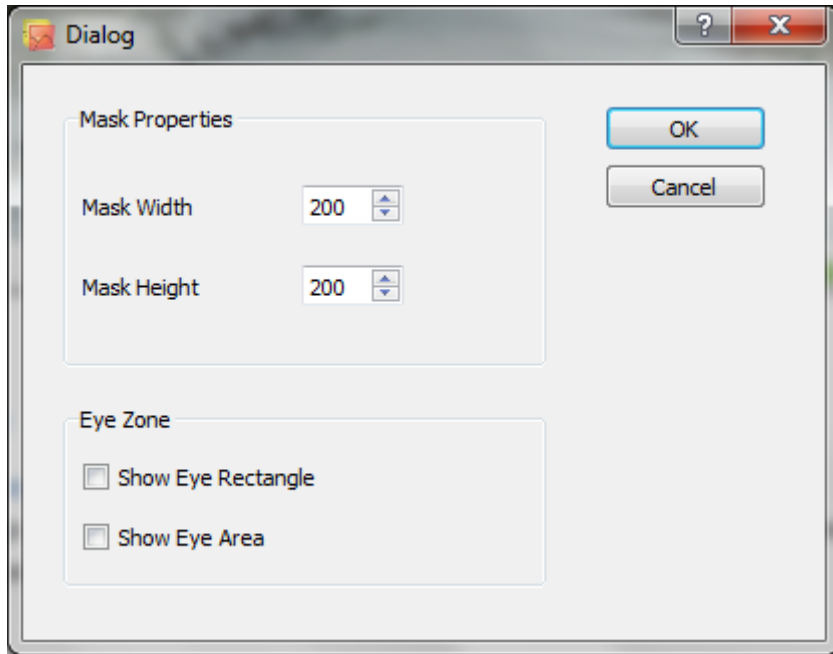 Dialog
?
Mask Properties
OK
Mask Width 200
Cancel
Mask Height 200
Eye Zone
Show Eye Rectangle
Show Eye Area